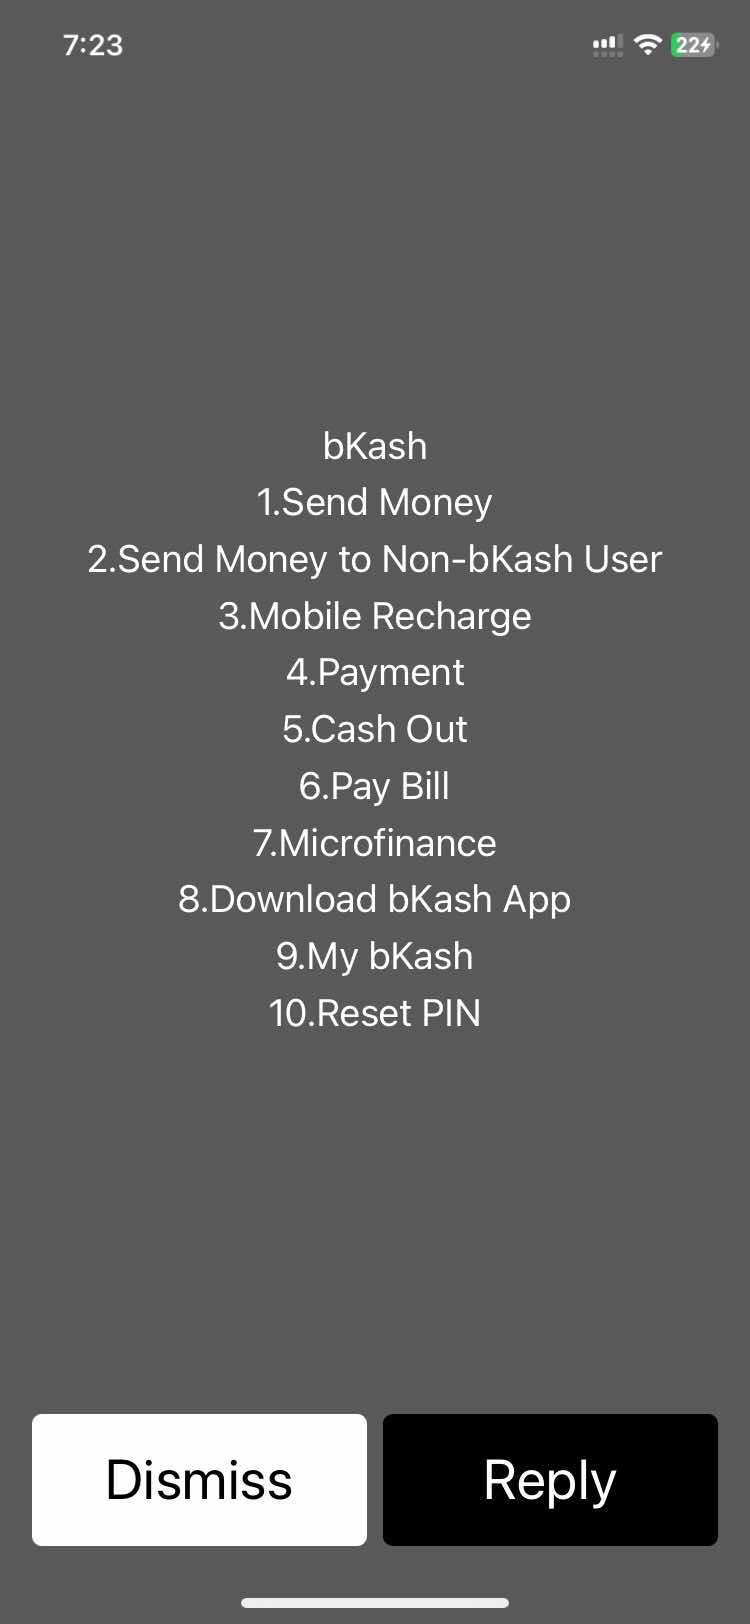 7:23
22
bKash
1.Send Money
2.Send Money to Non-bKash User
3.Mobile Recharge
4.Payment
5.Cash Out
6.Pay Bill
7.Microfinance
8.Download bKash App
9.My bKash
10.Reset PIN
Dismiss
Reply